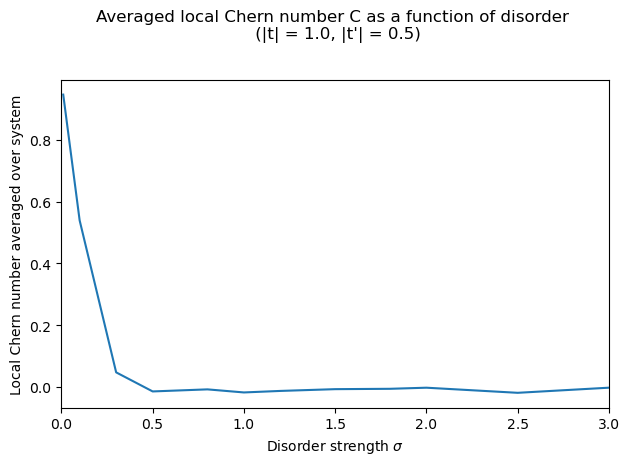 Averaged local Chern number C as a function of disorder
(|t| = 1.0, |t'| = 0.5)
Local Chern number averaged over system
0.8
0.6
0.4
0.2
0.0
0.0 0.5 1.0 1.5 2.0 2.5 3.0
Disorder strength σ